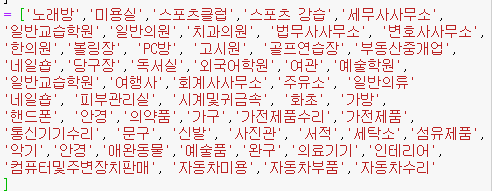 = ['노래방','미용실','스포츠클럽','스포츠 강습','세무사사무소',
'일반교습학원','일반의원','치과의원', '법무사사무소', '변호사사무소',
'한의원','볼링장', 'PC방', '고시원', '골프연습장','부동산중개업',
'네일숍','당구장','독서실','외국어학원','여관','예술학원',
'일반교습학원','여행사','회계사사무소','주유소', '일반의류'
'네일숍', '피부관리실', '시계및귀금속', '화초', '가방',
'핸드폰', '안경','의약품','가구','가전제품수리','가전제품',
'통신기기수리', '문구', '신발', '사진관', '서적','세탁소','섬유제품',
'악기','안경','애완동물','예술품','완구','의료기기','인테리어',
'컴퓨터및주변장치판매', '자동차미용','자동차부품','자동차수리'
]